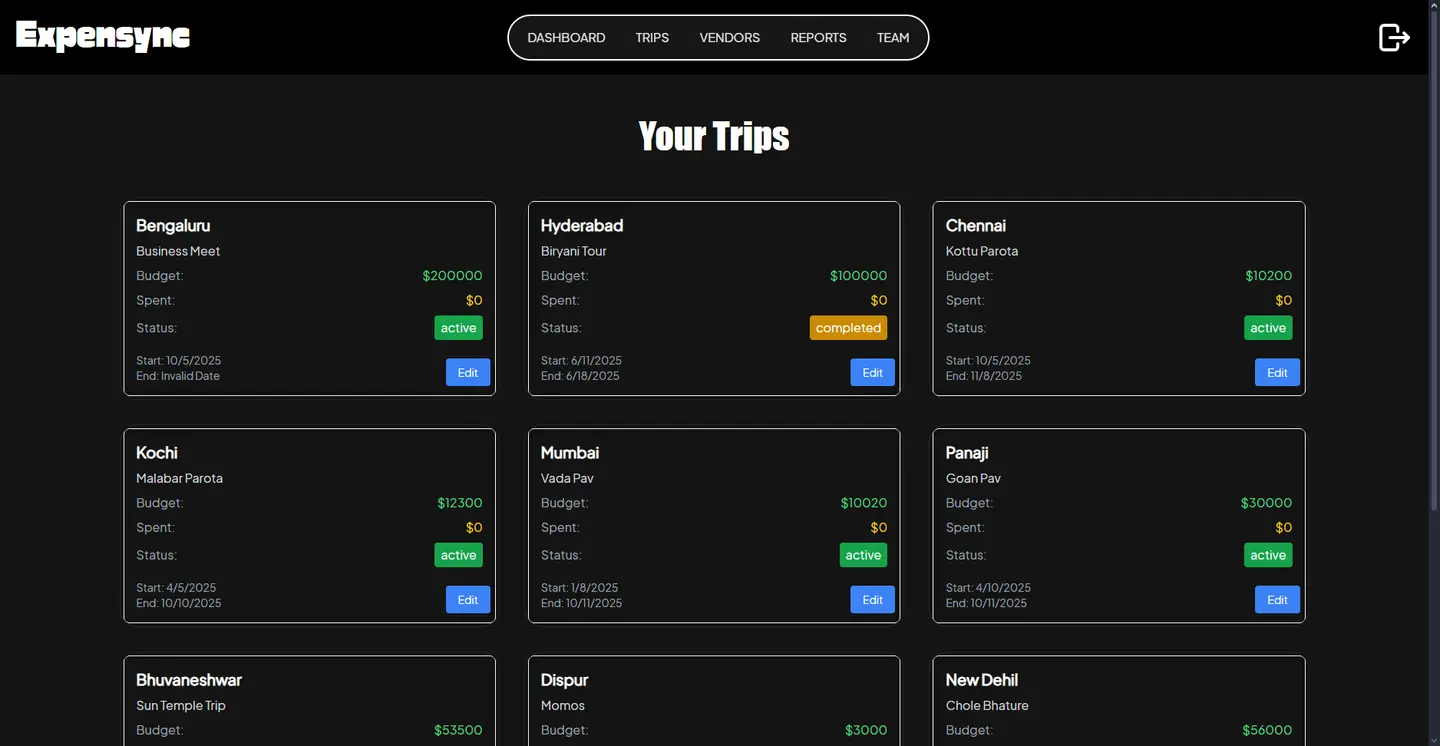 Expensync
DASHBOARD TRIPS VENDORS REPORTS TEAM
Your Trips
Bengaluru
Business Meet
Budget: $200000
Spent: $0
Status: active
Start: 10/5/2025
End: Invalid Date
Edit
Hyderabad
Biryani Tour
Budget: $100000
Spent: $0
Status: completed
Start: 6/11/2025
End: 6/18/2025
Edit
Chennai
Kottu Parota
Budget: $10200
Spent: $0
Status: active
Start: 10/5/2025
End: 11/8/2025
Edit
Kochi
Malabar Parota
Budget: $12300
Spent: $0
Status: active
Start: 4/5/2025
End: 10/10/2025
Edit
Mumbai
Vada Pav
Budget: $10020
Spent: $0
Status: active
Start: 1/8/2025
End: 10/11/2025
Edit
Panaji
Goan Pav
Budget: $30000
Spent: $0
Status: active
Start: 4/10/2025
End: 10/11/2025
Edit
Bhuvaneshwar
Sun Temple Trip
Budget: $53500
Dispur
Momos
Budget: $3000
New Dehil
Chole Bhature
Budget: $56000